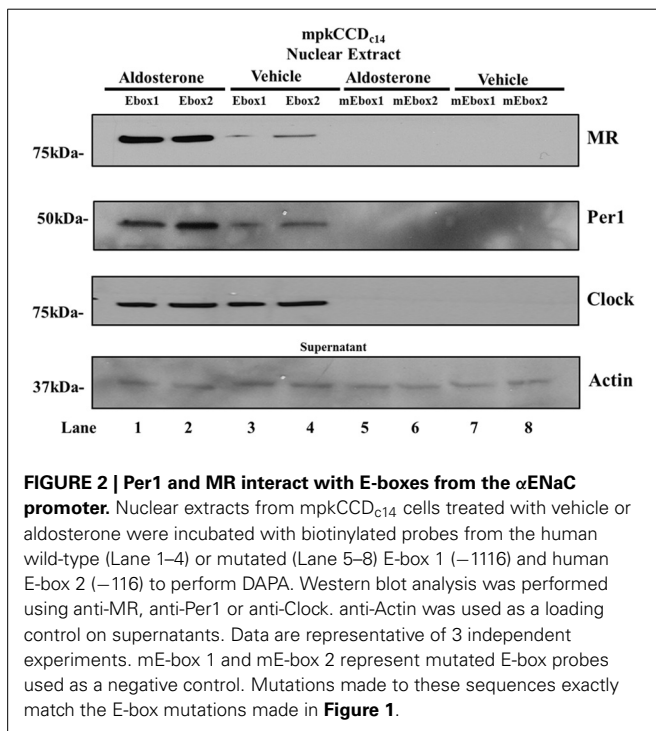 mpkCCDc14
Nuclear Extract
Aldosterone Vehicle Aldosterone Vehicle
Ebox1 Ebox2 Ebox1 Ebox2 mEbox1 mEbox2 mEbox1 mEbox2
75kDa- MR
50kDa- Per1
75kDa- Clock
Supernatant
37kDa- Actin
Lane 1 2 3 4 5 6 7 8
FIGURE 2 | Per1 and MR interact with E-boxes from the αENaC
promoter. Nuclear extracts from mpkCCDc14 cells treated with vehicle or
aldosterone were incubated with biotinylated probes from the human
wild-type (Lane 1–4) or mutated (Lane 5–8) E-box 1 (−1116) and human
E-box 2 (−116) to perform DAPA. Western blot analysis was performed
using anti-MR, anti-Per1 or anti-Clock. anti-Actin was used as a loading
control on supernatants. Data are representative of 3 independent
experiments. mE-box 1 and mE-box 2 represent mutated E-box probes
used as a negative control. Mutations made to these sequences exactly
match the E-box mutations made in Figure 1.